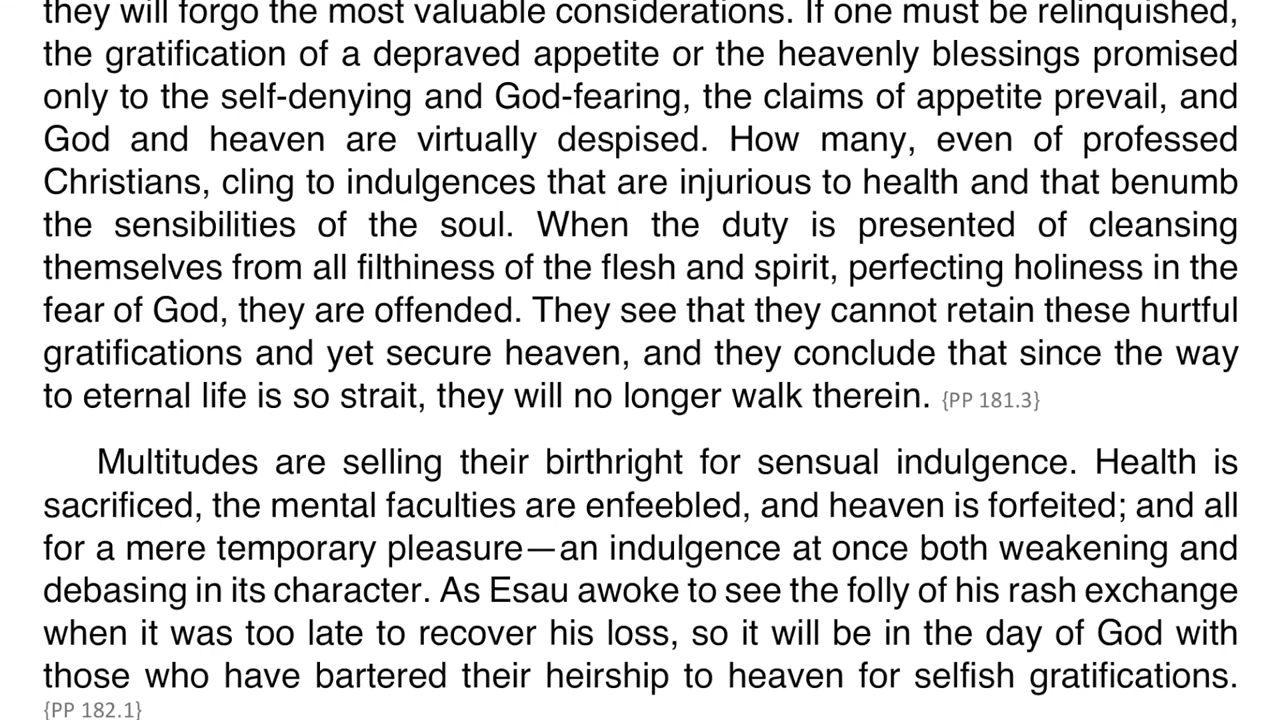 they will forgo the most valuable considerations. If one must be relinquished,
the gratification of a depraved appetite or the heavenly blessings promised
only to the self-denying and God-fearing, the claims of appetite prevail, and
God and heaven are virtually despised. How many, even of professed
Christians, cling to indulgences that are injurious to health and that benumb
the sensibilities of the soul. When the duty is presented of cleansing
themselves from all filthiness of the flesh and spirit, perfecting holiness in the
fear of God, they are offended. They see that they cannot retain these hurtful
gratifications and yet secure heaven, and they conclude that since the way
to eternal life is so strait, they will no longer walk therein. {PP 181.3}
Multitudes are selling their birthright for sensual indulgence. Health is
sacrificed, the mental faculties are enfeebled, and heaven is forfeited; and all
for a mere temporary pleasure—an indulgence at once both weakening and
debasing in its character. As Esau awoke to see the folly of his rash exchange
when it was too late to recover his loss, so it will be in the day of God with
those who have bartered their heirship to heaven for selfish gratifications.
{PP 182.1}